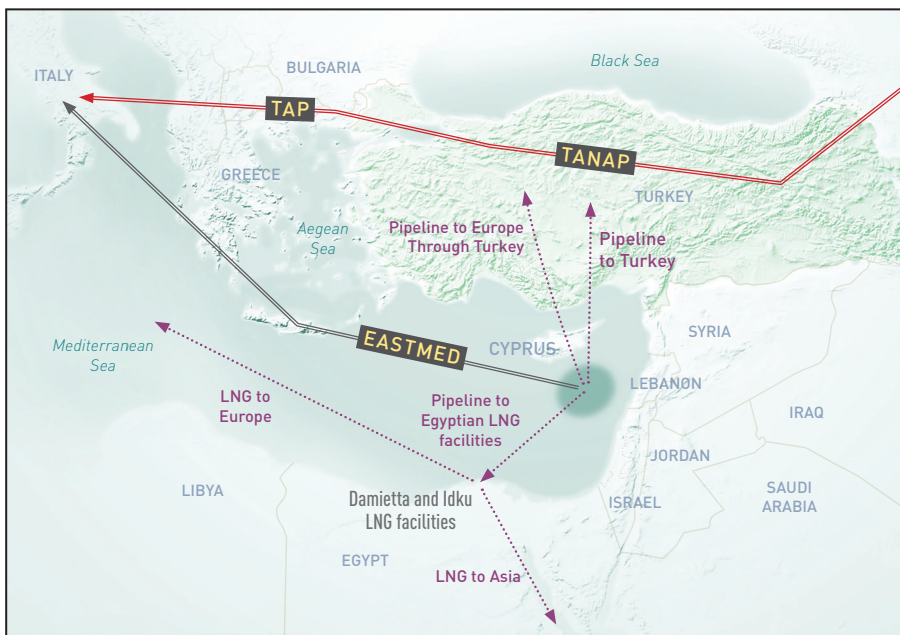 Black Sea
ITALY
BULGARIA
TAP
TANAP
GREECE
TURKEY
Aegean
Sea
Pipeline to Europe
Through Turkey
Pipeline
to Turkey
EASTMED
CYPRUS
SYRIA
Mediterranean
Sea
LEBANON
LNG to
Europe
Pipeline to
Egyptian LNG
facilities
IRAQ
JORDAN
LIBYA
Damietta and Idku
LNG facilities
ISRAEL
SAUDI
ARABIA
EGYPT
LNG to Asia